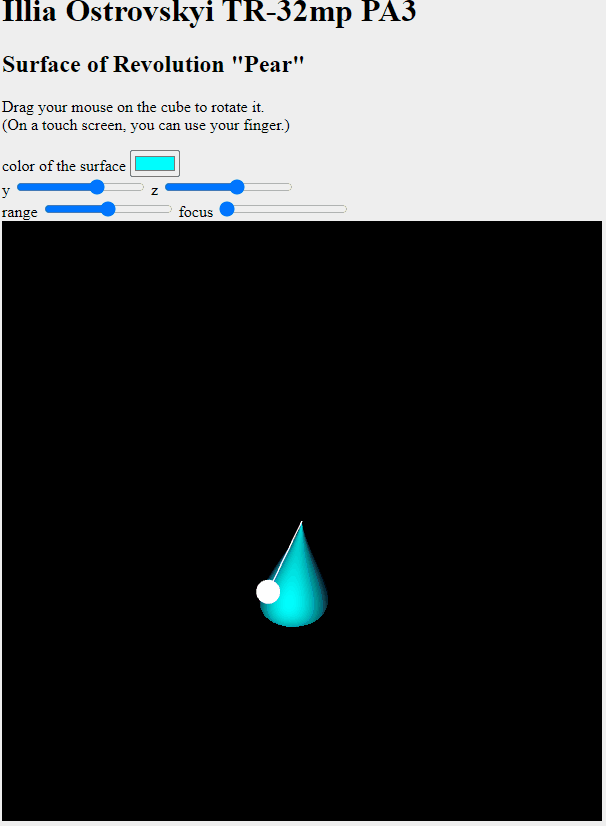 Illia Ostrovskyi TR-32mp PA3
Surface of Revolution "Pear"
Drag your mouse on the cube to rotate it.
(On a touch screen, you can use your finger.)
color of the surface
y z
range focus